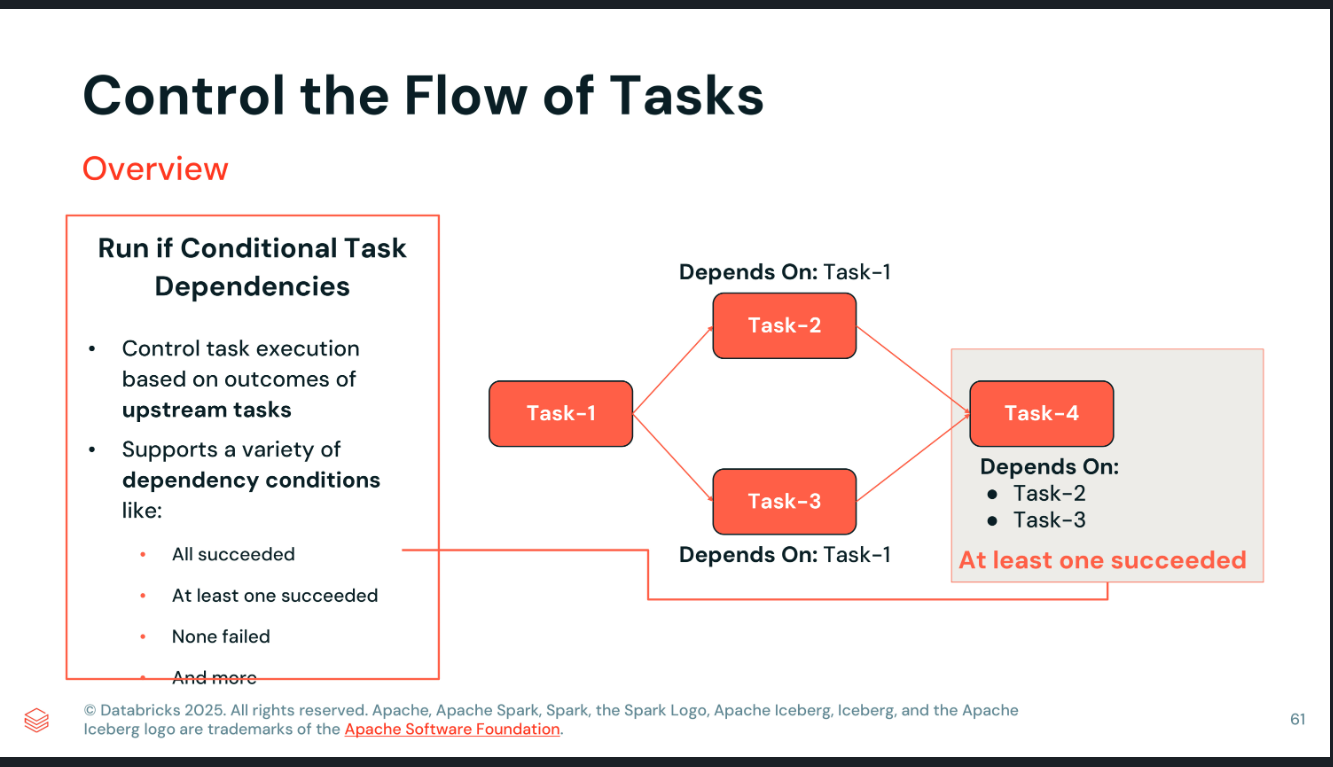 Control the Flow of Tasks
Overview
Run if Conditional Task
Dependencies
• Control task execution
based on outcomes of
upstream tasks
• Supports a variety of
dependency conditions
like:
• All succeeded
• At least one succeeded
• None failed
• And more
Task-1
Depends On: Task-1
Task-2
Task-3
Depends On: Task-1
Task-4
Depends On:
● Task-2
● Task-3
At least one succeeded
© Databricks 2025. All rights reserved. Apache, Apache Spark, Spark, the Spark Logo, Apache Iceberg, Iceberg, and the Apache
Iceberg logo are trademarks of the Apache Software Foundation.
61